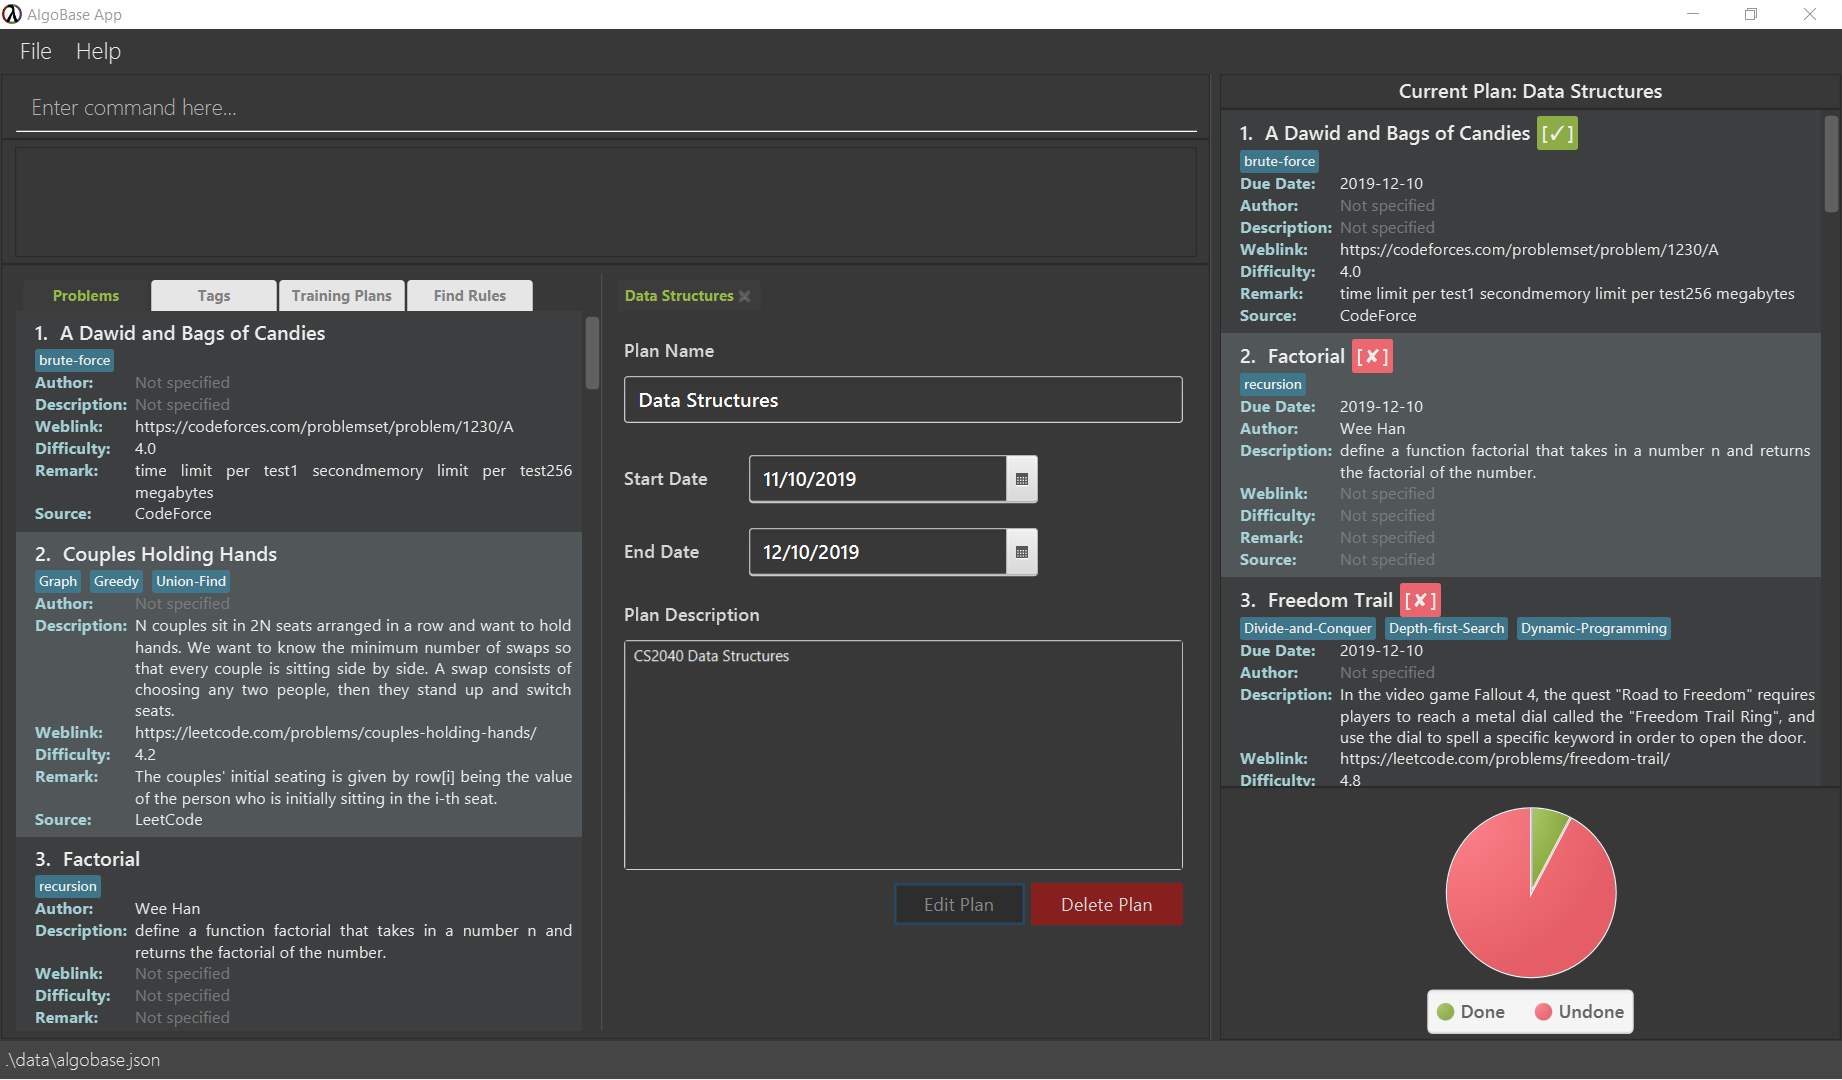 AlgoBase App
File Help
Enter command here...
Problems Tags Training Plans Find Rules
1. A Dawid and Bags of Candies
brute-force
Author: Not specified
Description: Not specified
Weblink: https://codeforces.com/problemset/problem/1230/A
Difficulty: 4.0
Remark: time limit per test1 secondmemory limit per test256
megabytes
Source: CodeForce
2. Couples Holding Hands
Graph Greedy Union-Find
Author: Not specified
Description: N couples sit in 2N seats arranged in a row and want to hold
hands. We want to know the minimum number of swaps so
that every couple is sitting side by side. A swap consists of
choosing any two people, then they stand up and switch
seats.
Weblink: https://leetcode.com/problems/couples-holding-hands/
Difficulty: 4.2
Remark: The couples' initial seating is given by row[i] being the value
of the person who is initially sitting in the i-th seat.
Source: LeetCode
3. Factorial
recursion
Author: Wee Han
Description: define a function factorial that takes in a number n and
returns the factorial of the number.
Weblink: Not specified
Difficulty: Not specified
Remark: Not specified
Data Structures
Plan Name
Data Structures
Start Date 11/10/2019
End Date 12/10/2019
Plan Description
CS2040 Data Structures
Edit Plan Delete Plan
Current Plan: Data Structures
1. A Dawid and Bags of Candies [✓]
brute-force
Due Date: 2019-12-10
Author: Not specified
Description: Not specified
Weblink: https://codeforces.com/problemset/problem/1230/A
Difficulty: 4.0
Remark: time limit per test1 secondmemory limit per test256 megabytes
Source: CodeForce
2. Factorial [✘]
recursion
Due Date: 2019-12-10
Author: Wee Han
Description: define a function factorial that takes in a number n and returns
the factorial of the number.
Weblink: Not specified
Difficulty: Not specified
Remark: Not specified
Source: Not specified
3. Freedom Trail [✘]
Divide-and-Conquer Depth-first-Search Dynamic-Programming
Due Date: 2019-12-10
Author: Not specified
Description: In the video game Fallout 4, the quest "Road to Freedom" requires
players to reach a metal dial called the "Freedom Trail Ring", and
use the dial to spell a specific keyword in order to open the door.
Weblink: https://leetcode.com/problems/freedom-trail/
Difficulty: 4.8
Done Undone
.\data\algobase.json